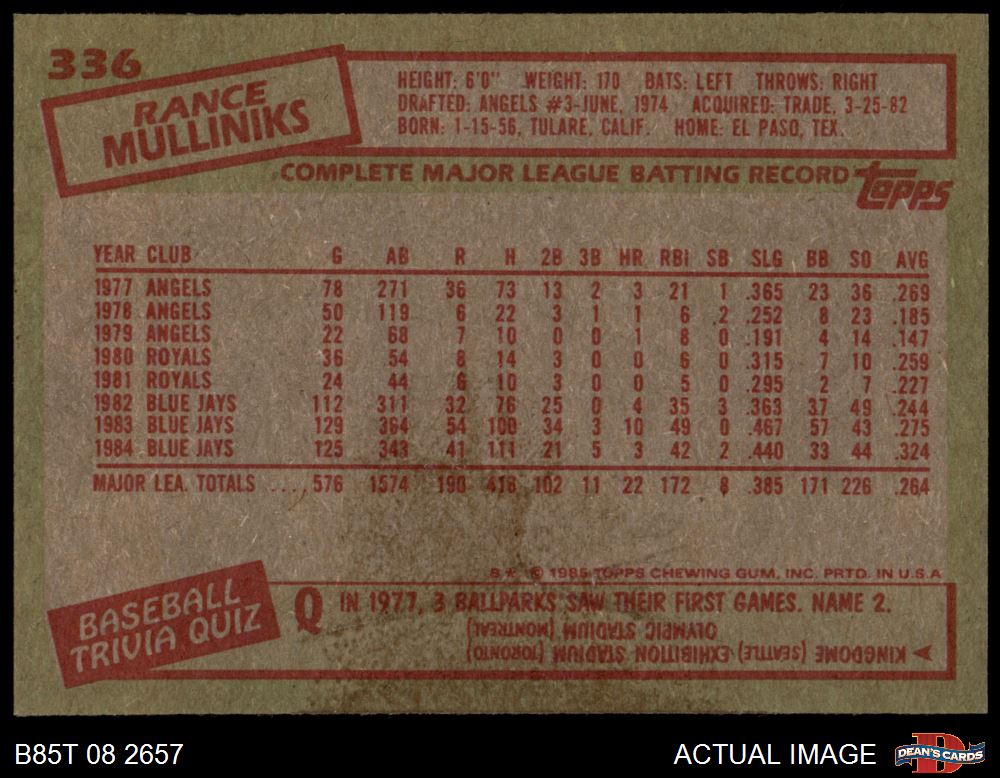 336
RANCE
MULLINIKS
HEIGHT: 6'0" WEIGHT: 170 BATS: LEFT THROWS: RIGHT
DRAFTED: ANGELS #3-JUNE, 1974 ACQUIRED: TRADE, 3-25-82
BORN: 1-15-56, TULARE, CALIF. HOME: EL PASO, TEX.
COMPLETE MAJOR LEAGUE BATTING RECORD topps
YEAR CLUB G AB R H 2B 3B HR RBI SB SLG BB SO AVG
1977 ANGELS 78 271 36 73 13 2 3 21 1 .365 23 36 .269
1978 ANGELS 50 119 6 22 3 1 1 6 2 .252 8 23 .185
1979 ANGELS 22 68 7 10 0 0 1 8 0 .191 4 14 .147
1980 ROYALS 36 54 8 14 3 0 0 6 0 .315 7 10 .259
1981 ROYALS 24 44 6 10 3 0 0 5 0 .295 2 7 .227
1982 BLUE JAYS 112 311 32 76 25 0 4 35 3 .363 37 49 .244
1983 BLUE JAYS 129 364 54 100 34 3 10 49 0 .467 57 43 .275
1984 BLUE JAYS 125 343 41 111 21 5 3 42 2 .440 33 44 .324
MAJOR LEA. TOTALS .... 576 1574 190 416 102 11 22 172 8 .385 171 226 .264
B* © 1985 TOPPS CHEWING GUM, INC. PRTD. IN U.S.A.
BASEBALL
TRIVIA QUIZ
Q IN 1977, 3 BALLPARKS SAW THEIR FIRST GAMES. NAME 2.
KINGDOME (SEATTLE) EXHIBITION STADIUM (TORONTO)
OLYMPIC STADIUM (MONTREAL)
B85T 08 2657
ACTUAL IMAGE
DEAN'S CARDS